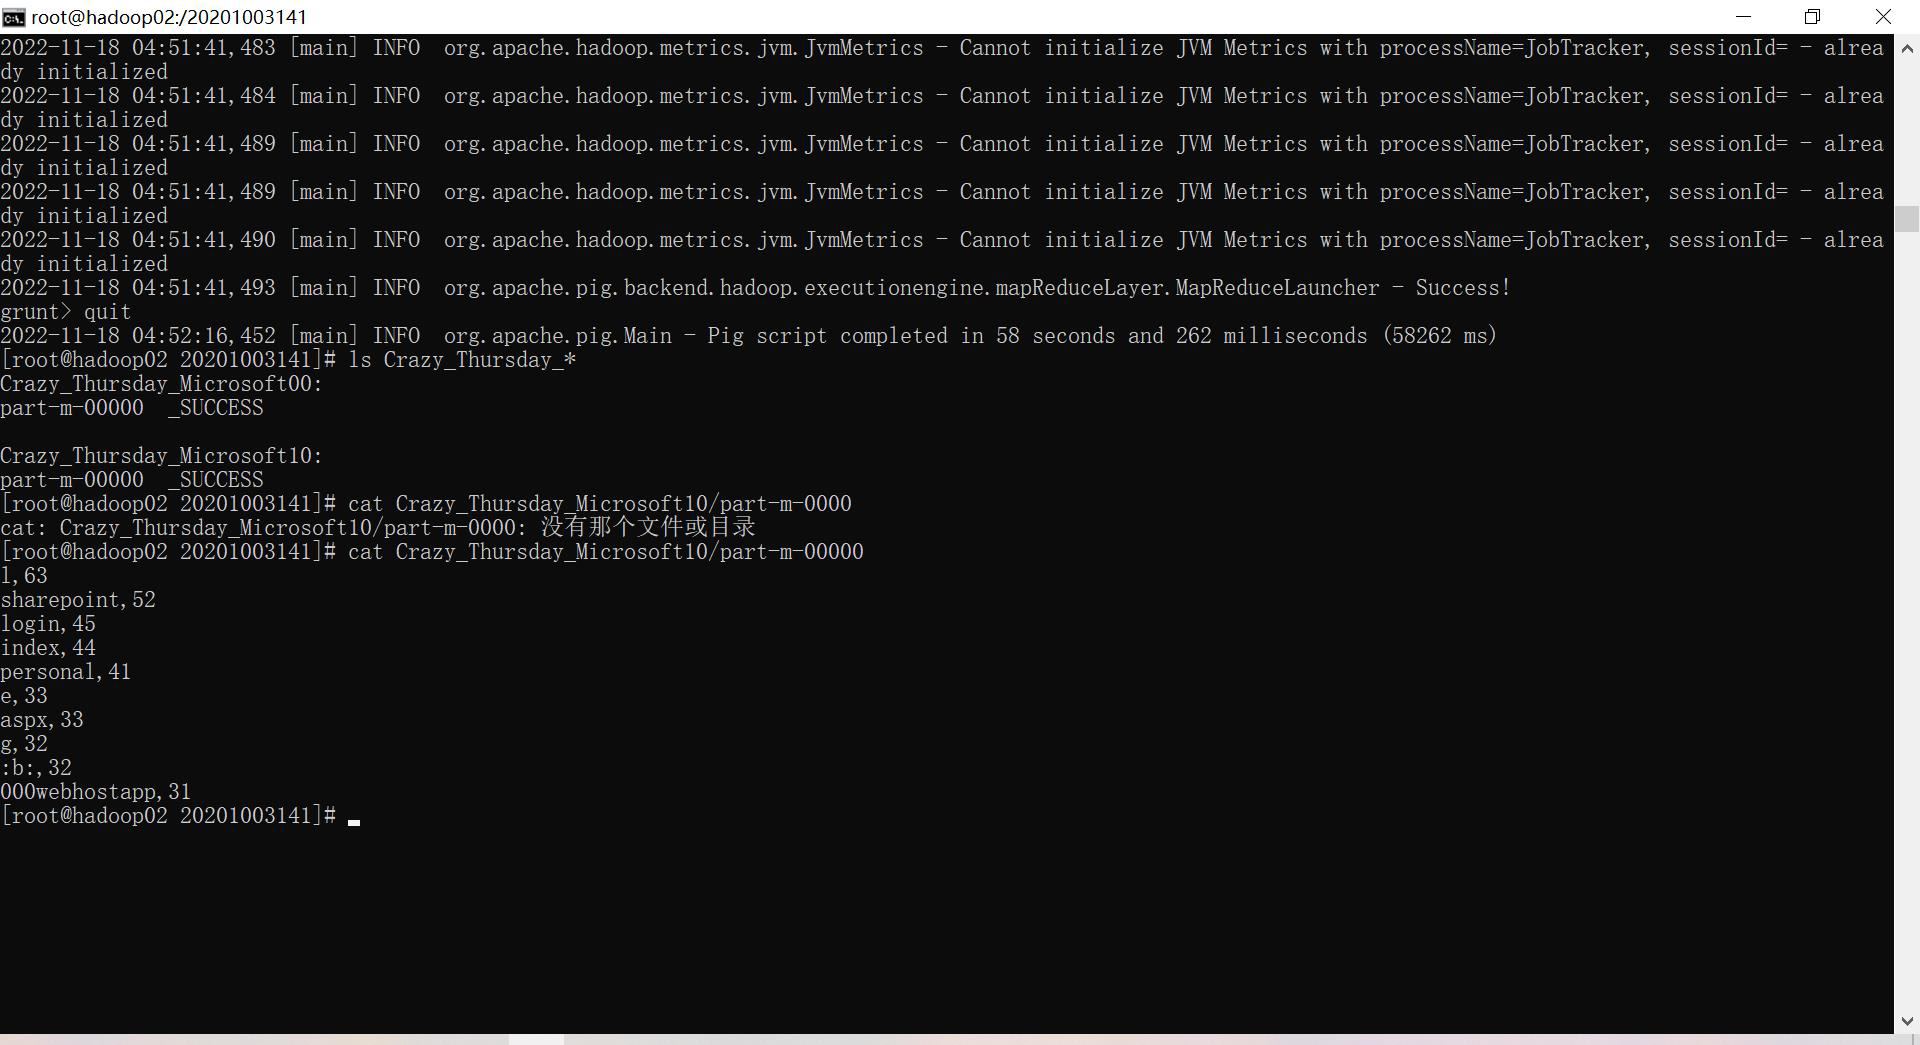 root@hadoop02:/20201003141
2022-11-18 04:51:41,483 [main] INFO  org.apache.hadoop.metrics.jvm.JvmMetrics - Cannot initialize JVM Metrics with processName=JobTracker, sessionId= - alrea
dy initialized
2022-11-18 04:51:41,484 [main] INFO  org.apache.hadoop.metrics.jvm.JvmMetrics - Cannot initialize JVM Metrics with processName=JobTracker, sessionId= - alrea
dy initialized
2022-11-18 04:51:41,489 [main] INFO  org.apache.hadoop.metrics.jvm.JvmMetrics - Cannot initialize JVM Metrics with processName=JobTracker, sessionId= - alrea
dy initialized
2022-11-18 04:51:41,489 [main] INFO  org.apache.hadoop.metrics.jvm.JvmMetrics - Cannot initialize JVM Metrics with processName=JobTracker, sessionId= - alrea
dy initialized
2022-11-18 04:51:41,490 [main] INFO  org.apache.hadoop.metrics.jvm.JvmMetrics - Cannot initialize JVM Metrics with processName=JobTracker, sessionId= - alrea
dy initialized
2022-11-18 04:51:41,493 [main] INFO  org.apache.pig.backend.hadoop.executionengine.mapReduceLayer.MapReduceLauncher - Success!
grunt> quit
2022-11-18 04:52:16,452 [main] INFO  org.apache.pig.Main - Pig script completed in 58 seconds and 262 milliseconds (58262 ms)
[root@hadoop02 20201003141]# ls Crazy_Thursday_*
Crazy_Thursday_Microsoft00:
part-m-00000  _SUCCESS

Crazy_Thursday_Microsoft10:
part-m-00000  _SUCCESS
[root@hadoop02 20201003141]# cat Crazy_Thursday_Microsoft10/part-m-0000
cat: Crazy_Thursday_Microsoft10/part-m-0000: 没有那个文件或目录
[root@hadoop02 20201003141]# cat Crazy_Thursday_Microsoft10/part-m-00000
l,63
sharepoint,52
login,45
index,44
personal,41
e,33
aspx,33
g,32
:b:,32
000webhostapp,31
[root@hadoop02 20201003141]#